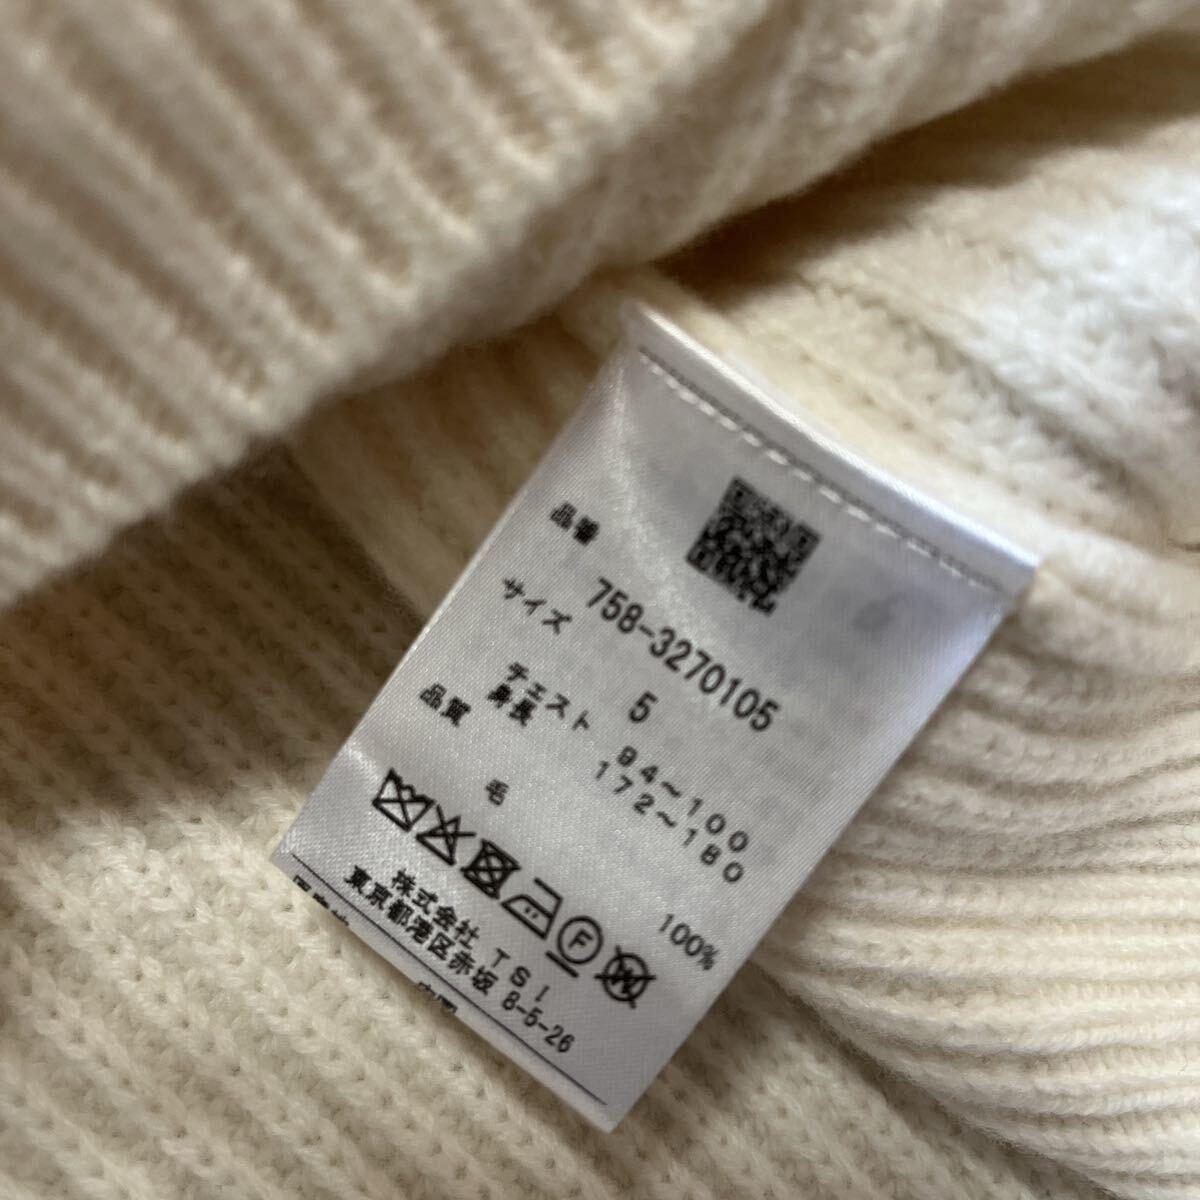 品番
758-3270105
サイズ 5
チェスト 94～100
身長 172～180
品質
毛 100%
F
W
株式会社 TSI
東京都港区赤坂 8-5-26